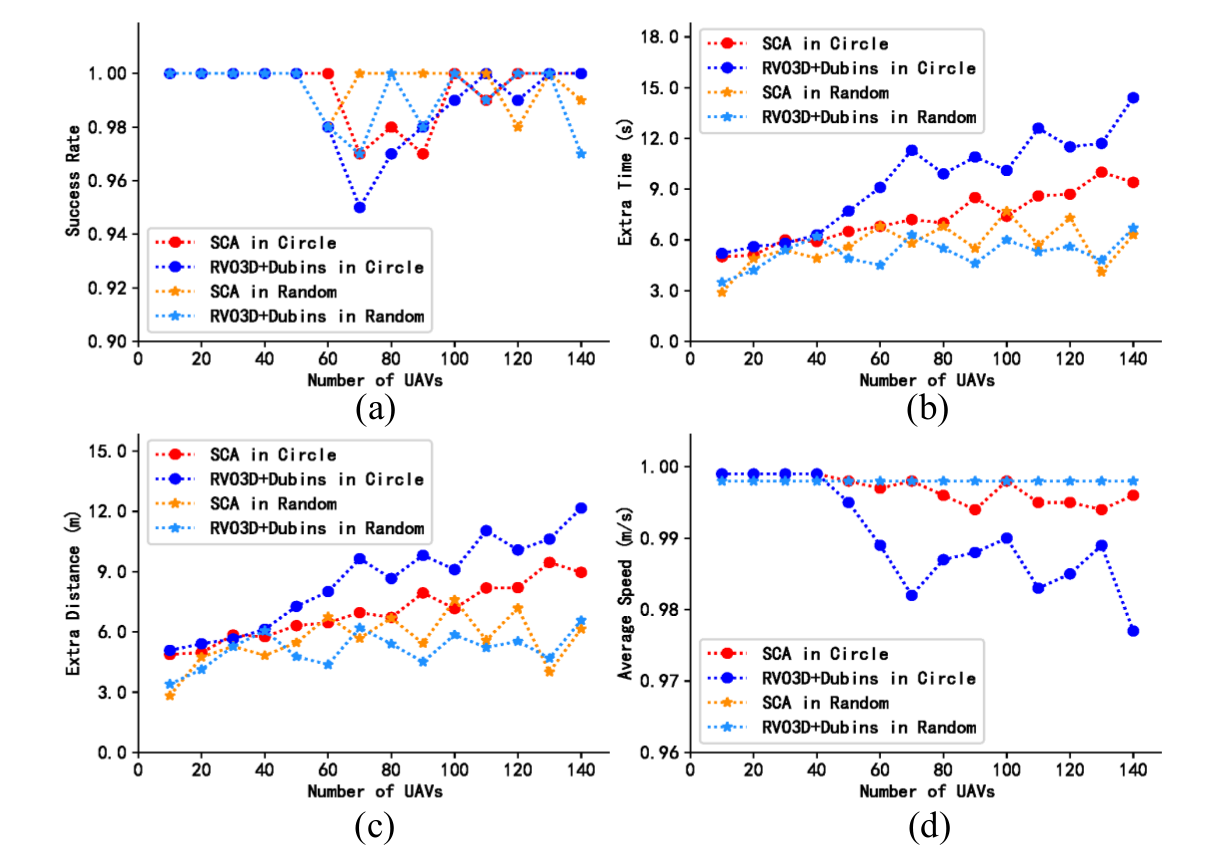 1.00
0.98
0.96
0.94
0.92
0.90
Success Rate
SCA in Circle
RVO3D+Dubins in Circle
SCA in Random
RVO3D+Dubins in Random
0 20 40 60 80 100 120 140
Number of UAVs
(a)
18.0
15.0
12.0
9.0
6.0
3.0
0.0
Extra Time (s)
SCA in Circle
RVO3D+Dubins in Circle
SCA in Random
RVO3D+Dubins in Random
0 20 40 60 80 100 120 140
Number of UAVs
(b)
15.0
12.0
9.0
6.0
3.0
0.0
Extra Distance (m)
SCA in Circle
RVO3D+Dubins in Circle
SCA in Random
RVO3D+Dubins in Random
0 20 40 60 80 100 120 140
Number of UAVs
(c)
1.00
0.99
0.98
0.97
0.96
Average Speed (m/s)
SCA in Circle
RVO3D+Dubins in Circle
SCA in Random
RVO3D+Dubins in Random
0 20 40 60 80 100 120 140
Number of UAVs
(d)